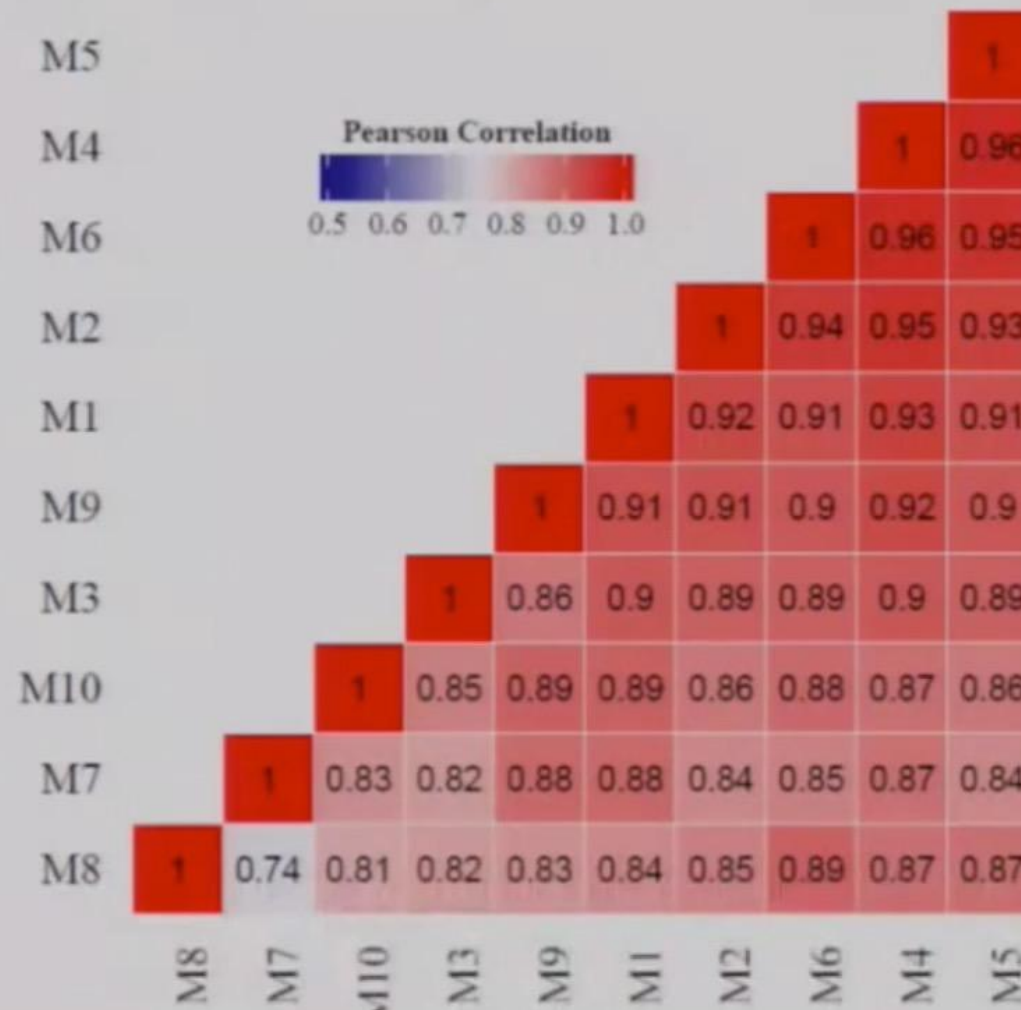 M5 1
Pearson Correlation
M4 1 0.96
0.5 0.6 0.7 0.8 0.9 1.0
M6 1 0.96 0.95
M2 1 0.94 0.95 0.93
M1 1 0.92 0.91 0.93 0.91
M9 1 0.91 0.91 0.9 0.92 0.9
M3 1 0.86 0.9 0.89 0.89 0.9 0.89
M10 1 0.85 0.89 0.89 0.86 0.88 0.87 0.86
M7 1 0.83 0.82 0.88 0.88 0.84 0.85 0.87 0.84
M8 1 0.74 0.81 0.82 0.83 0.84 0.85 0.89 0.87 0.87
M8 M7 M10 M3 M9 M1 M2 M6 M4 M5